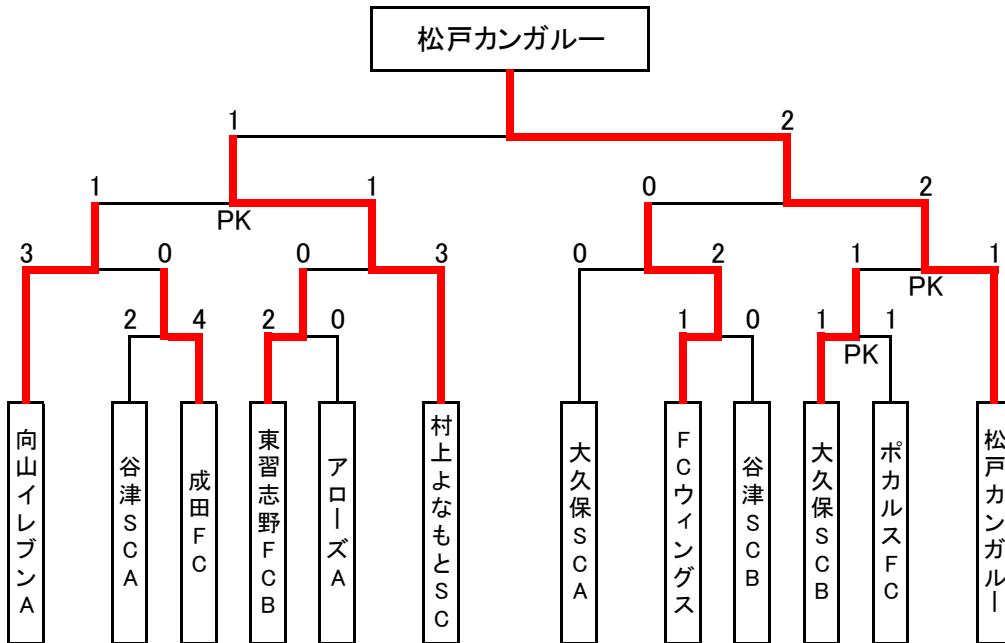 松戸カンガルー
1 2
1 1 0 2
PK
3 0 0 3 0 2 1 1
PK
2 4 2 0 1 0 1 1
PK
向山イレブンA
谷津SCA
成田FC
東習志野FCB
アローズA
村上よなもとSC
大久保SCA
FCウィングス
谷津SCB
大久保SCB
ポカルスFC
松戸カンガルー